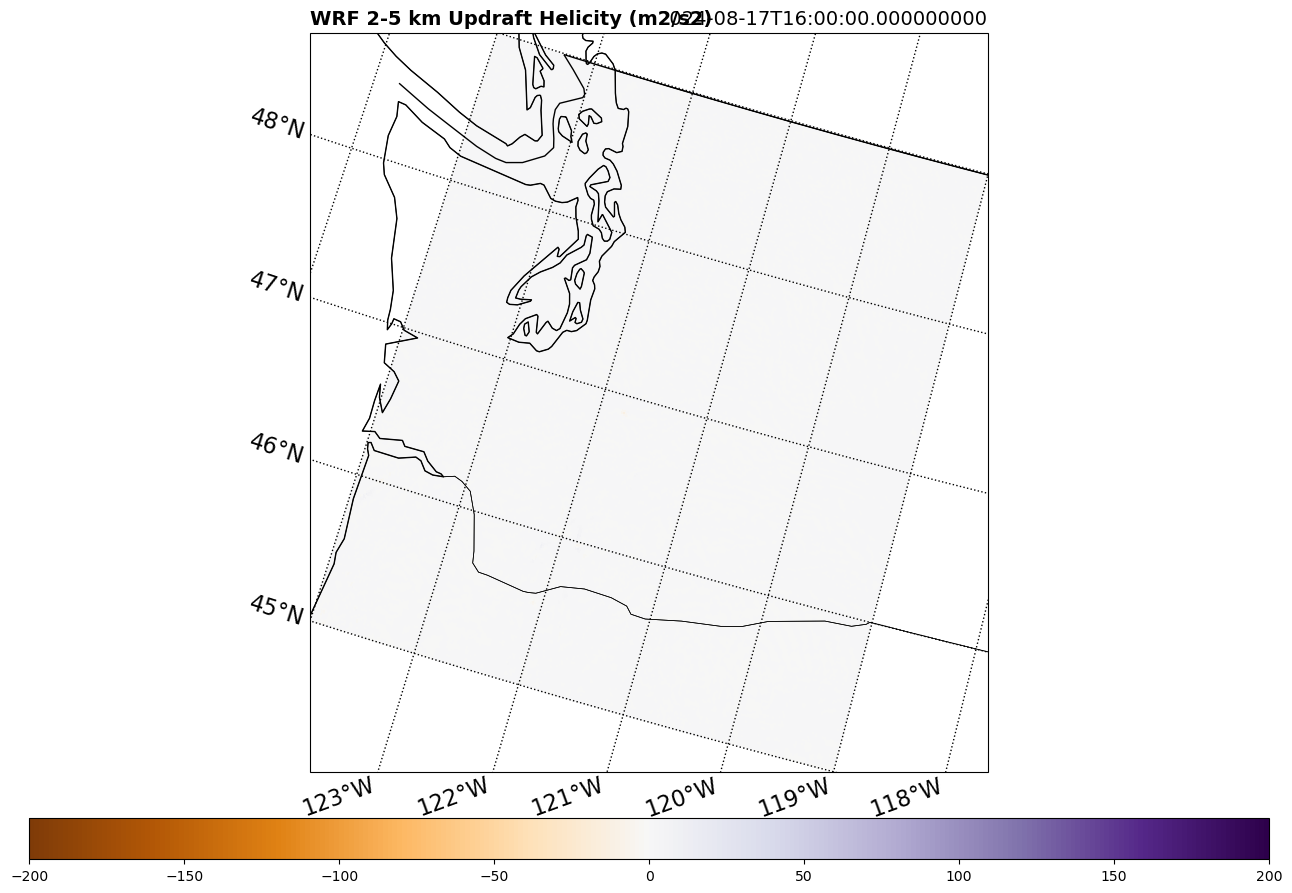 WRF 2-5 km Updraft Helicity (m2/s2) 2024-08-17T16:00:00.000000000
48°N
47°N
46°N
45°N
123°W 122°W 121°W 120°W 119°W 118°W
−200 −150 −100 −50 0 50 100 150 200